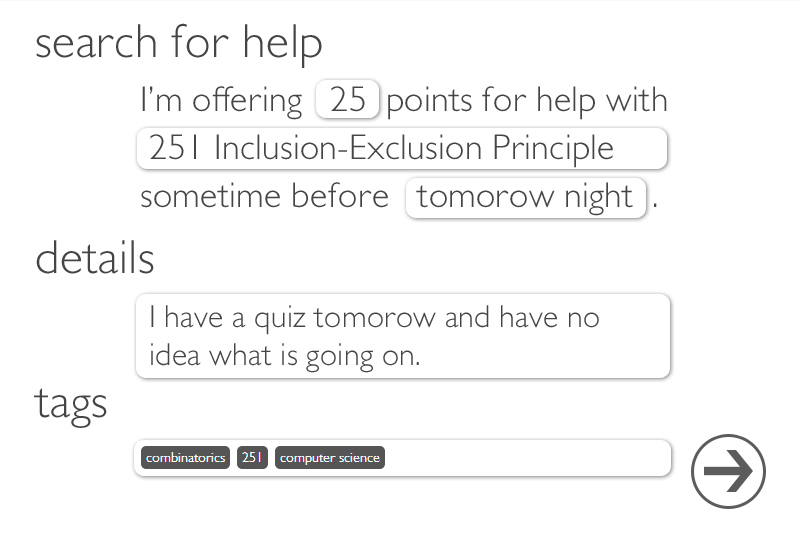 search for help
I'm offering 25 points for help with
251 Inclusion-Exclusion Principle
sometime before tomorow night .
details
I have a quiz tomorow and have no
idea what is going on.
tags
combinatorics 251 computer science